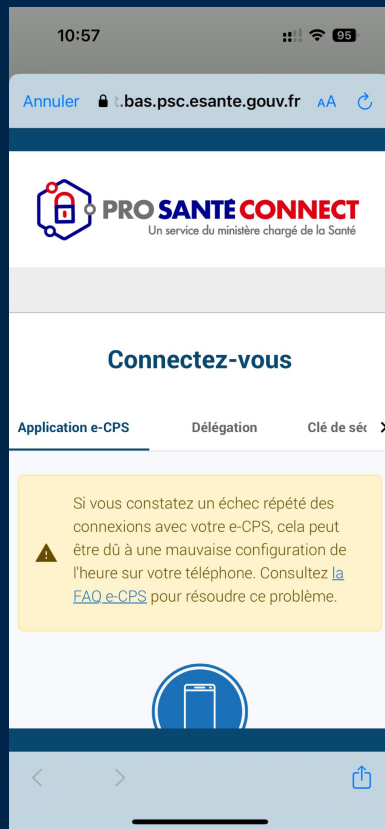 10:57
95
Annuler t.bas.psc.esante.gouv.fr AA
PRO SANTÉ CONNECT
Un service du ministère chargé de la Santé
Connectez-vous
Application e-CPS Délégation Clé de séc
Si vous constatez un échec répété des
connexions avec votre e-CPS, cela peut
être dû à une mauvaise configuration de
l'heure sur votre téléphone. Consultez la
FAQ e-CPS pour résoudre ce problème.